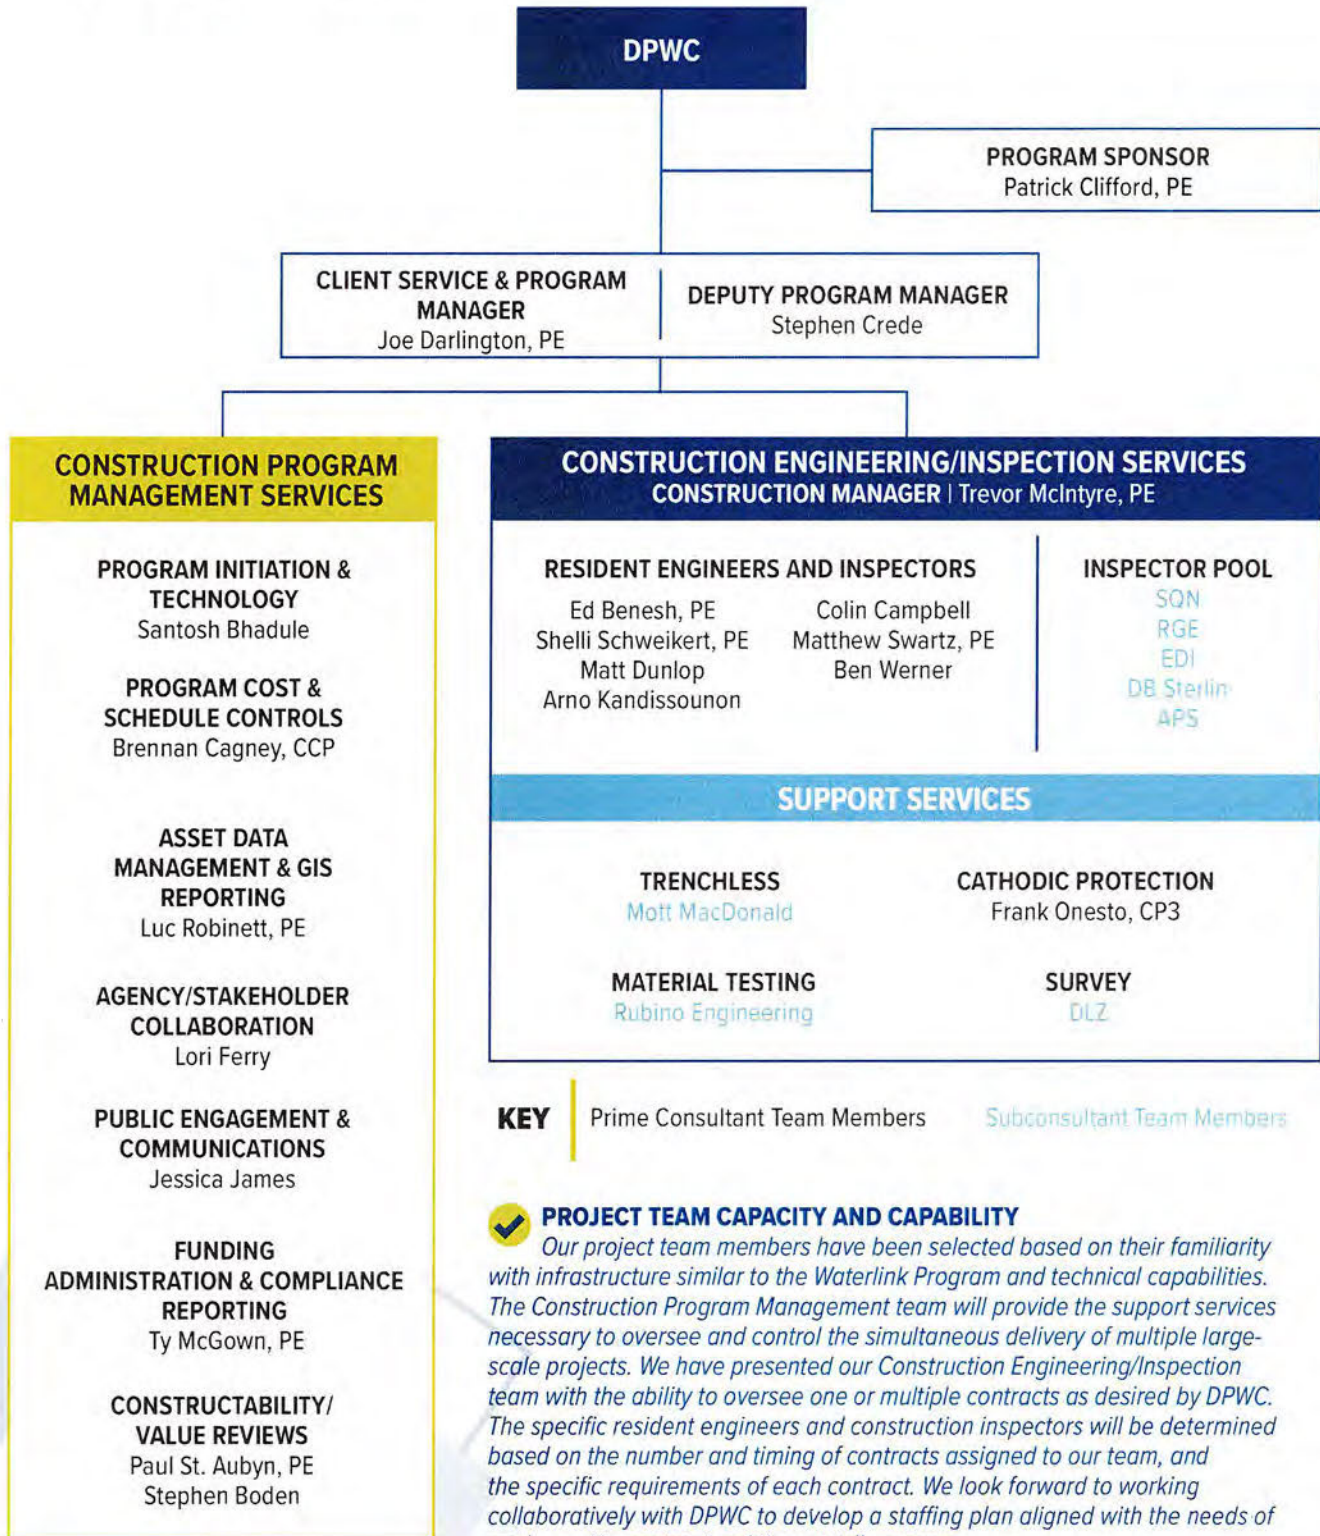 DPWC
PROGRAM SPONSOR
Patrick Clifford, PE
CLIENT SERVICE & PROGRAM
MANAGER
Joe Darlington, PE
DEPUTY PROGRAM MANAGER
Stephen Crede
CONSTRUCTION PROGRAM
MANAGEMENT SERVICES
PROGRAM INITIATION &
TECHNOLOGY
Santosh Bhadule
PROGRAM COST &
SCHEDULE CONTROLS
Brennan Cagney, CCP
ASSET DATA
MANAGEMENT & GIS
REPORTING
Luc Robinett, PE
AGENCY/STAKEHOLDER
COLLABORATION
Lori Ferry
PUBLIC ENGAGEMENT &
COMMUNICATIONS
Jessica James
FUNDING
ADMINISTRATION & COMPLIANCE
REPORTING
Ty McGown, PE
CONSTRUCTABILITY/
VALUE REVIEWS
Paul St. Aubyn, PE
Stephen Boden
CONSTRUCTION ENGINEERING/INSPECTION SERVICES
CONSTRUCTION MANAGER | Trevor McIntyre, PE
RESIDENT ENGINEERS AND INSPECTORS
Ed Benesh, PE
Shelli Schweikert, PE
Matt Dunlop
Arno Kandissounon
Colin Campbell
Matthew Swartz, PE
Ben Werner
INSPECTOR POOL
SQN
RGE
EDI
DB Sterlin
APS
SUPPORT SERVICES
TRENCHLESS
Mott MacDonald
CATHODIC PROTECTION
Frank Onesto, CP3
MATERIAL TESTING
Rubino Engineering
SURVEY
DLZ
KEY
Prime Consultant Team Members
Subconsultant Team Members
PROJECT TEAM CAPACITY AND CAPABILITY
Our project team members have been selected based on their familiarity
with infrastructure similar to the Waterlink Program and technical capabilities.
The Construction Program Management team will provide the support services
necessary to oversee and control the simultaneous delivery of multiple large-
scale projects. We have presented our Construction Engineering/Inspection
team with the ability to oversee one or multiple contracts as desired by DPWC.
The specific resident engineers and construction inspectors will be determined
based on the number and timing of contracts assigned to our team, and
the specific requirements of each contract. We look forward to working
collaboratively with DPWC to develop a staffing plan aligned with the needs of